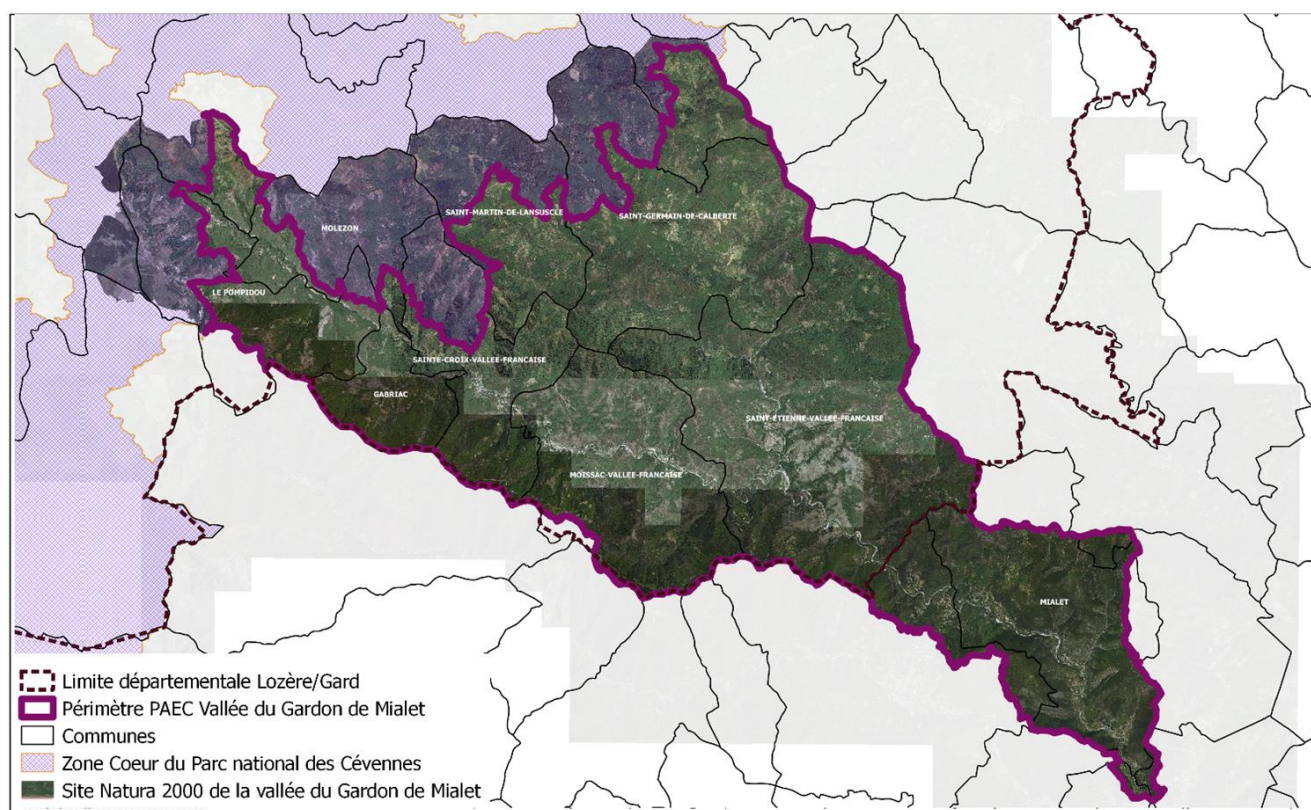 SAINT-MARTIN-DE-LANSUSCLE
SAINT-GERMAIN-DE-CALBERTE
MOLEZON
LE POMPIDOU
SAINTE-CROIX-VALLEE-FRANCAISE
GABRIAC
SAINT-ETIENNE-VALLEE-FRANCAISE
MOISSAC-VALLEE-FRANCAISE
MIALET
Limite départementale Lozère/Gard
Périmètre PAEC Vallée du Gardon de Mialet
Communes
Zone Coeur du Parc national des Cévennes
Site Natura 2000 de la vallée du Gardon de Mialet